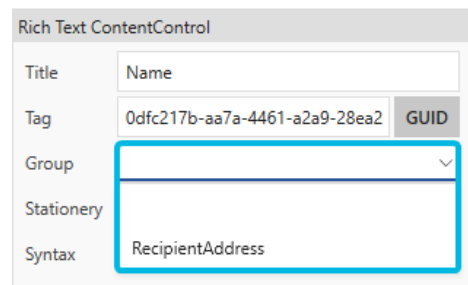 Rich Text ContentControl
Title Name
Tag 0dfc217b-aa7a-4461-a2a9-28ea2 GUID
Group
Stationery
Syntax RecipientAddress